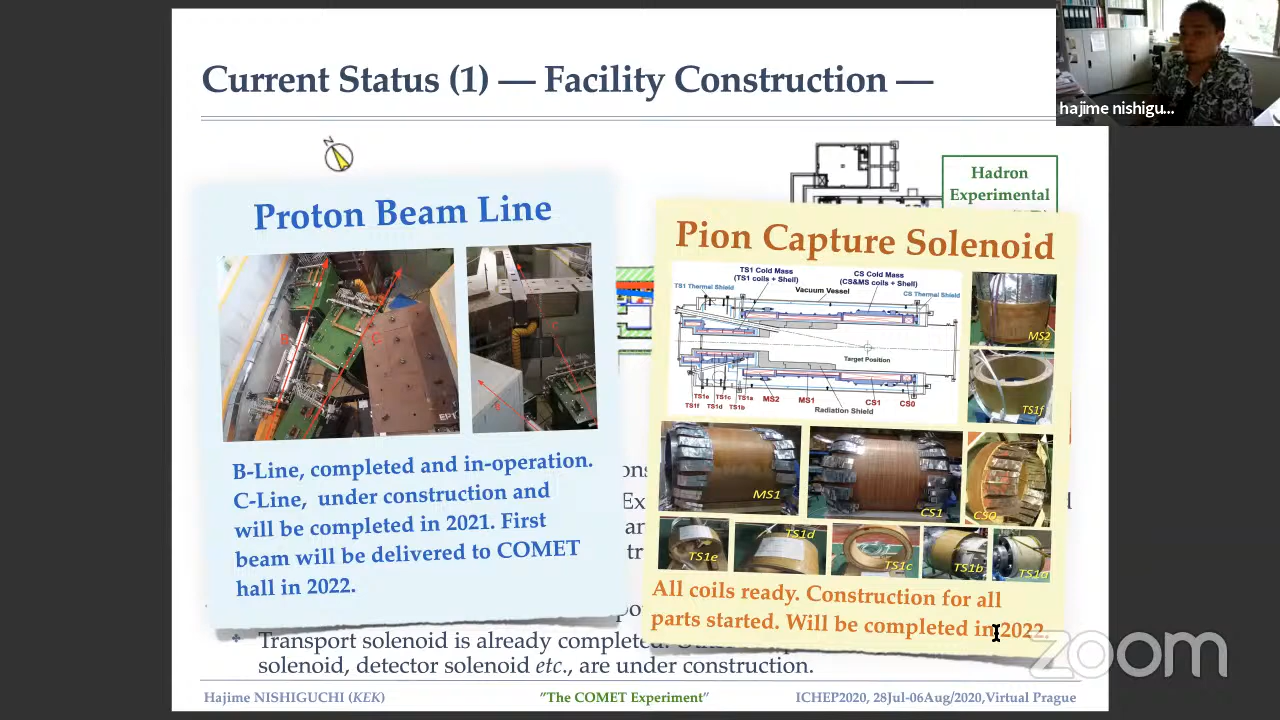 Current Status (1) — Facility Construction —
hajime nishigu...
N
Hadron
Experimental
Proton Beam Line
B
C
C
B
B-Line, completed and in-operation.
C-Line, under construction and
will be completed in 2021. First
beam will be delivered to COMET
hall in 2022.
Pion Capture Solenoid
TS1 Cold Mass
(TS1 coils + Shell)
CS Cold Mass
(CS&MS coils + Shell)
TS1 Thermal Shield
Vacuum Vessel
CS Thermal Shield
Target Position
TS1e TS1c TS1a
TS1f TS1d TS1b
MS2 MS1 CS1 CS0
Radiation Shield
MS2
TS1f
MS1
CS1
CS0
TS1e
TS1d
TS1c
TS1b
TS1a
All coils ready. Construction for all
parts started. Will be completed in 2022.
Transport solenoid is already completed.
solenoid, detector solenoid etc., are under construction.
zoom
Hajime NISHIGUCHI (KEK)
"The COMET Experiment"
ICHEP2020, 28Jul-06Aug/2020,Virtual Prague